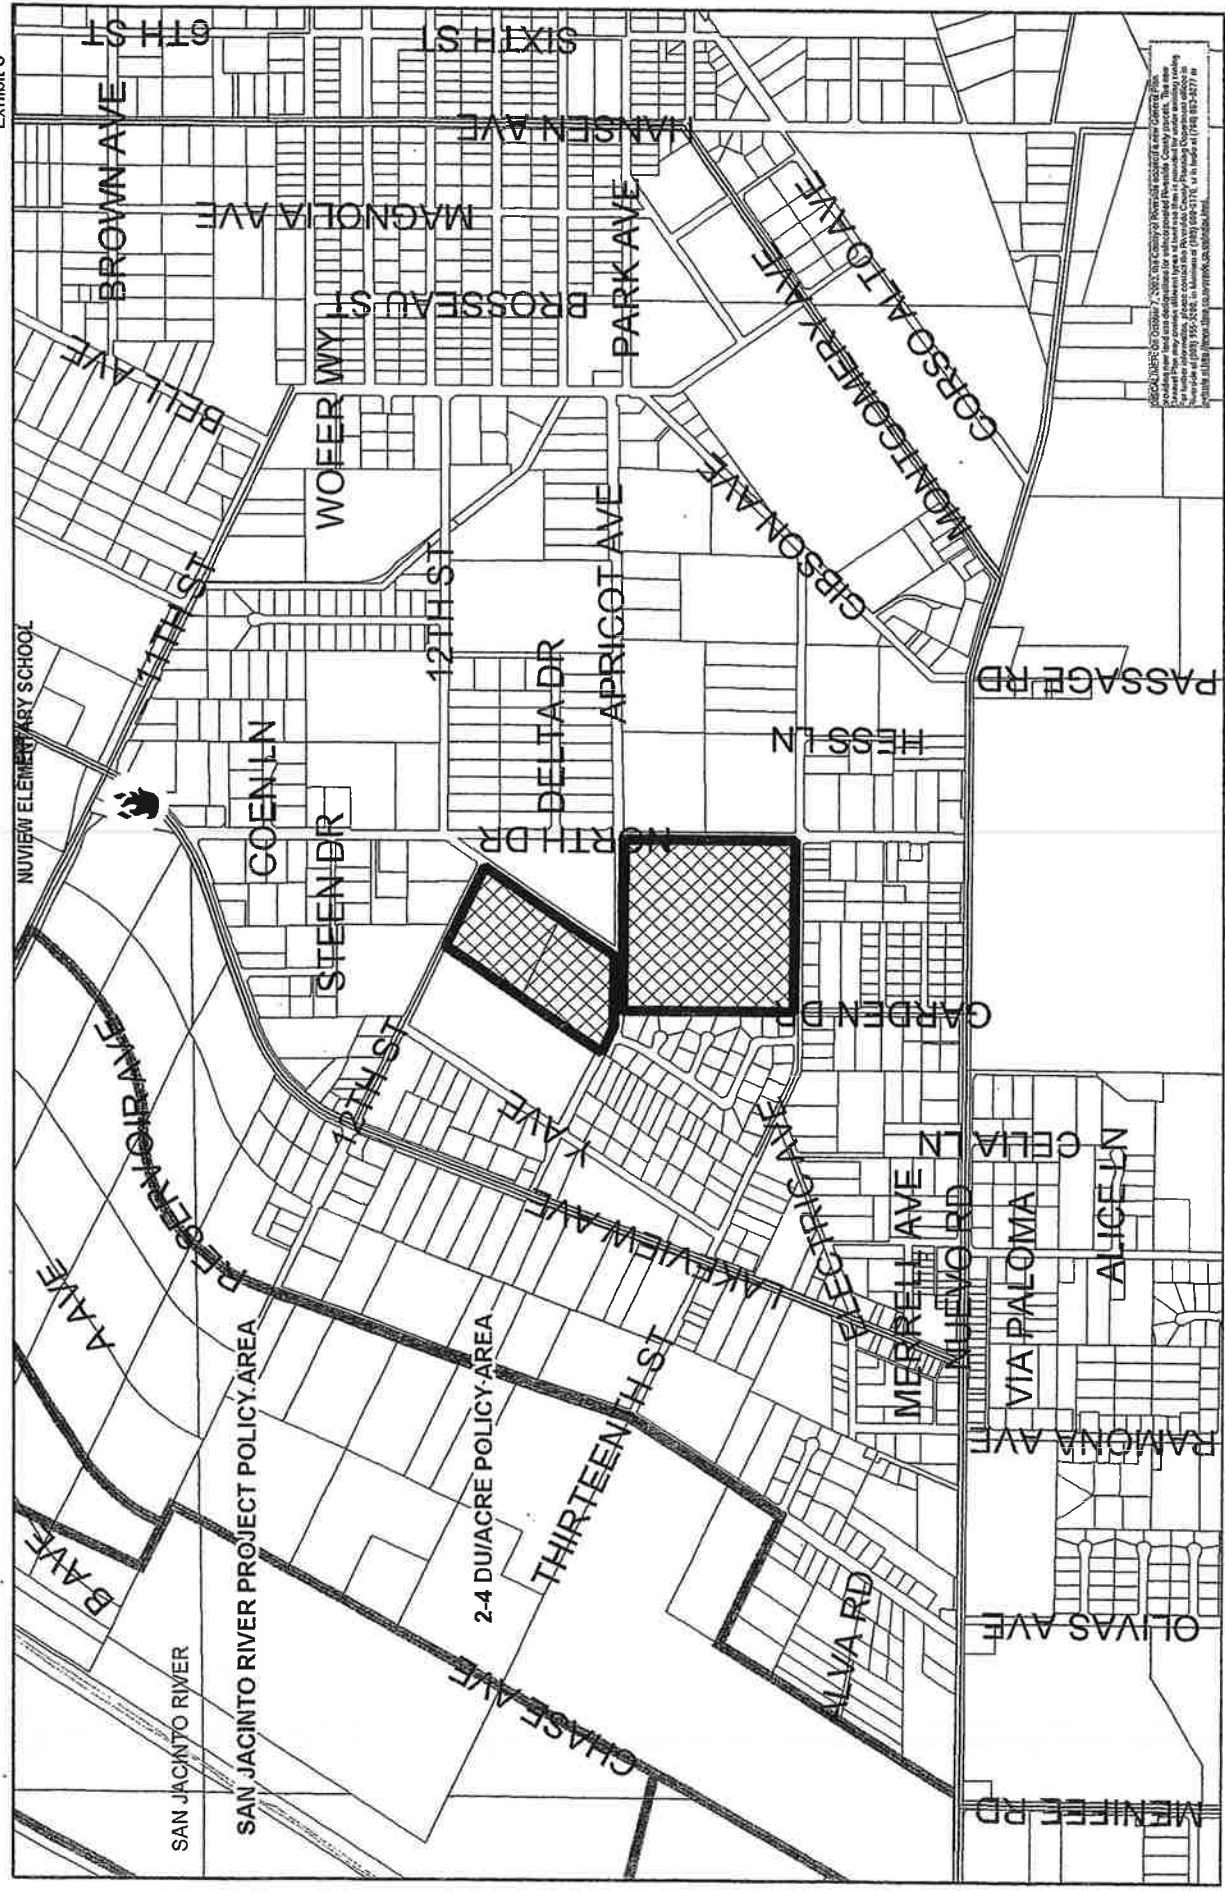 Exhibit 6
NUVIEW ELEMENTARY SCHOOL
6TH ST
SIXTH ST
BROWN AVE
HANSEN AVE
MAGNOLIA AVE
BROSSEAU ST
PARK AVE
BELL AVE
WOFER WY
MONTGOMERY AVE
CORSO ALTO AVE
GIBSON AVE
11TH ST
12TH ST
APRICOT AVE
DELTA DR
COEN LN
STEEN DR
NORTH DR
HESS LN
PASSAGE RD
GARDEN DR
RESERVOIR AVE
12TH ST
Y AVE
LAKEVIEW AVE
ELECTRIC AVE
CELIA LN
MERRELL AVE
NUEVO RD
VIA PALOMA
ALICE LN
A AVE
B AVE
SAN JACINTO RIVER
SAN JACINTO RIVER PROJECT POLICY AREA
2-4 DU/ACRE POLICY AREA
THIRTEENTH ST
CHASE AVE
RAMONA AVE
OLIVAS AVE
MENIFEE RD